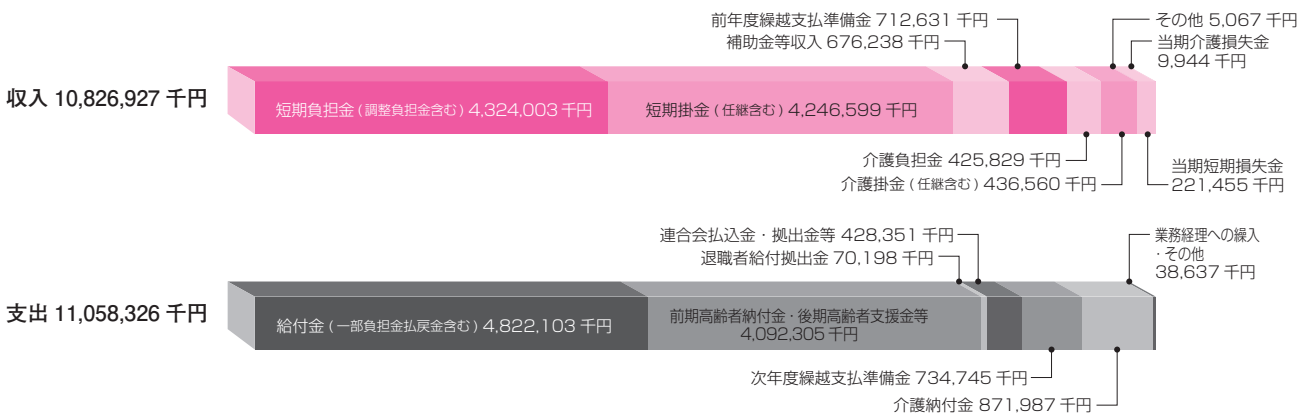 前年度繰越支払準備金 712,631 千円
その他 5,067 千円
補助金等収入 676,238 千円
当期介護損失金
9,944 千円
収入 10,826,927 千円
短期負担金 ( 調整負担金含む ) 4,324,003 千円
短期掛金 ( 任継含む ) 4,246,599 千円
介護負担金 425,829 千円
介護掛金 ( 任継含む ) 436,560 千円
当期短期損失金
221,455 千円
連合会払込金・拠出金等 428,351 千円
退職者給付拠出金 70,198 千円
業務経理への繰入
・その他
38,637 千円
支出 11,058,326 千円
給付金 ( 一部負担金払戻金含む ) 4,822,103 千円
前期高齢者納付金・後期高齢者支援金等
4,092,305 千円
次年度繰越支払準備金 734,745 千円
介護納付金 871,987 千円